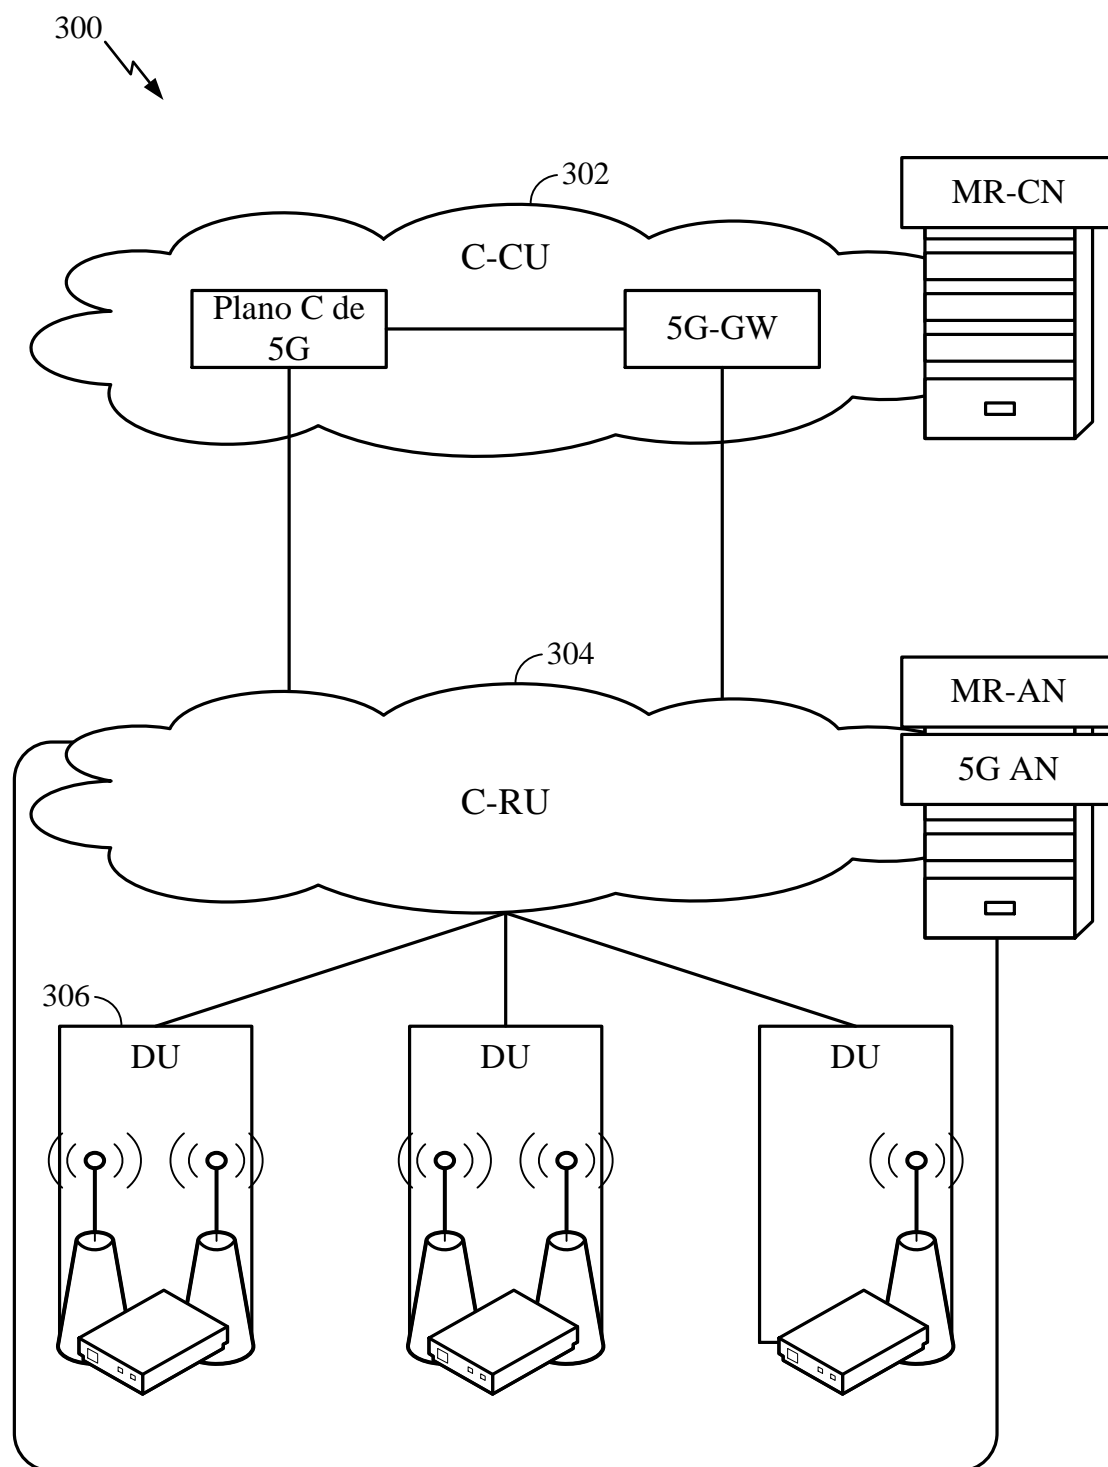 300
302
MR-CN
C-CU
Plano C de
5G
5G-GW
304
MR-AN
5G AN
C-RU
306
DU
DU
DU